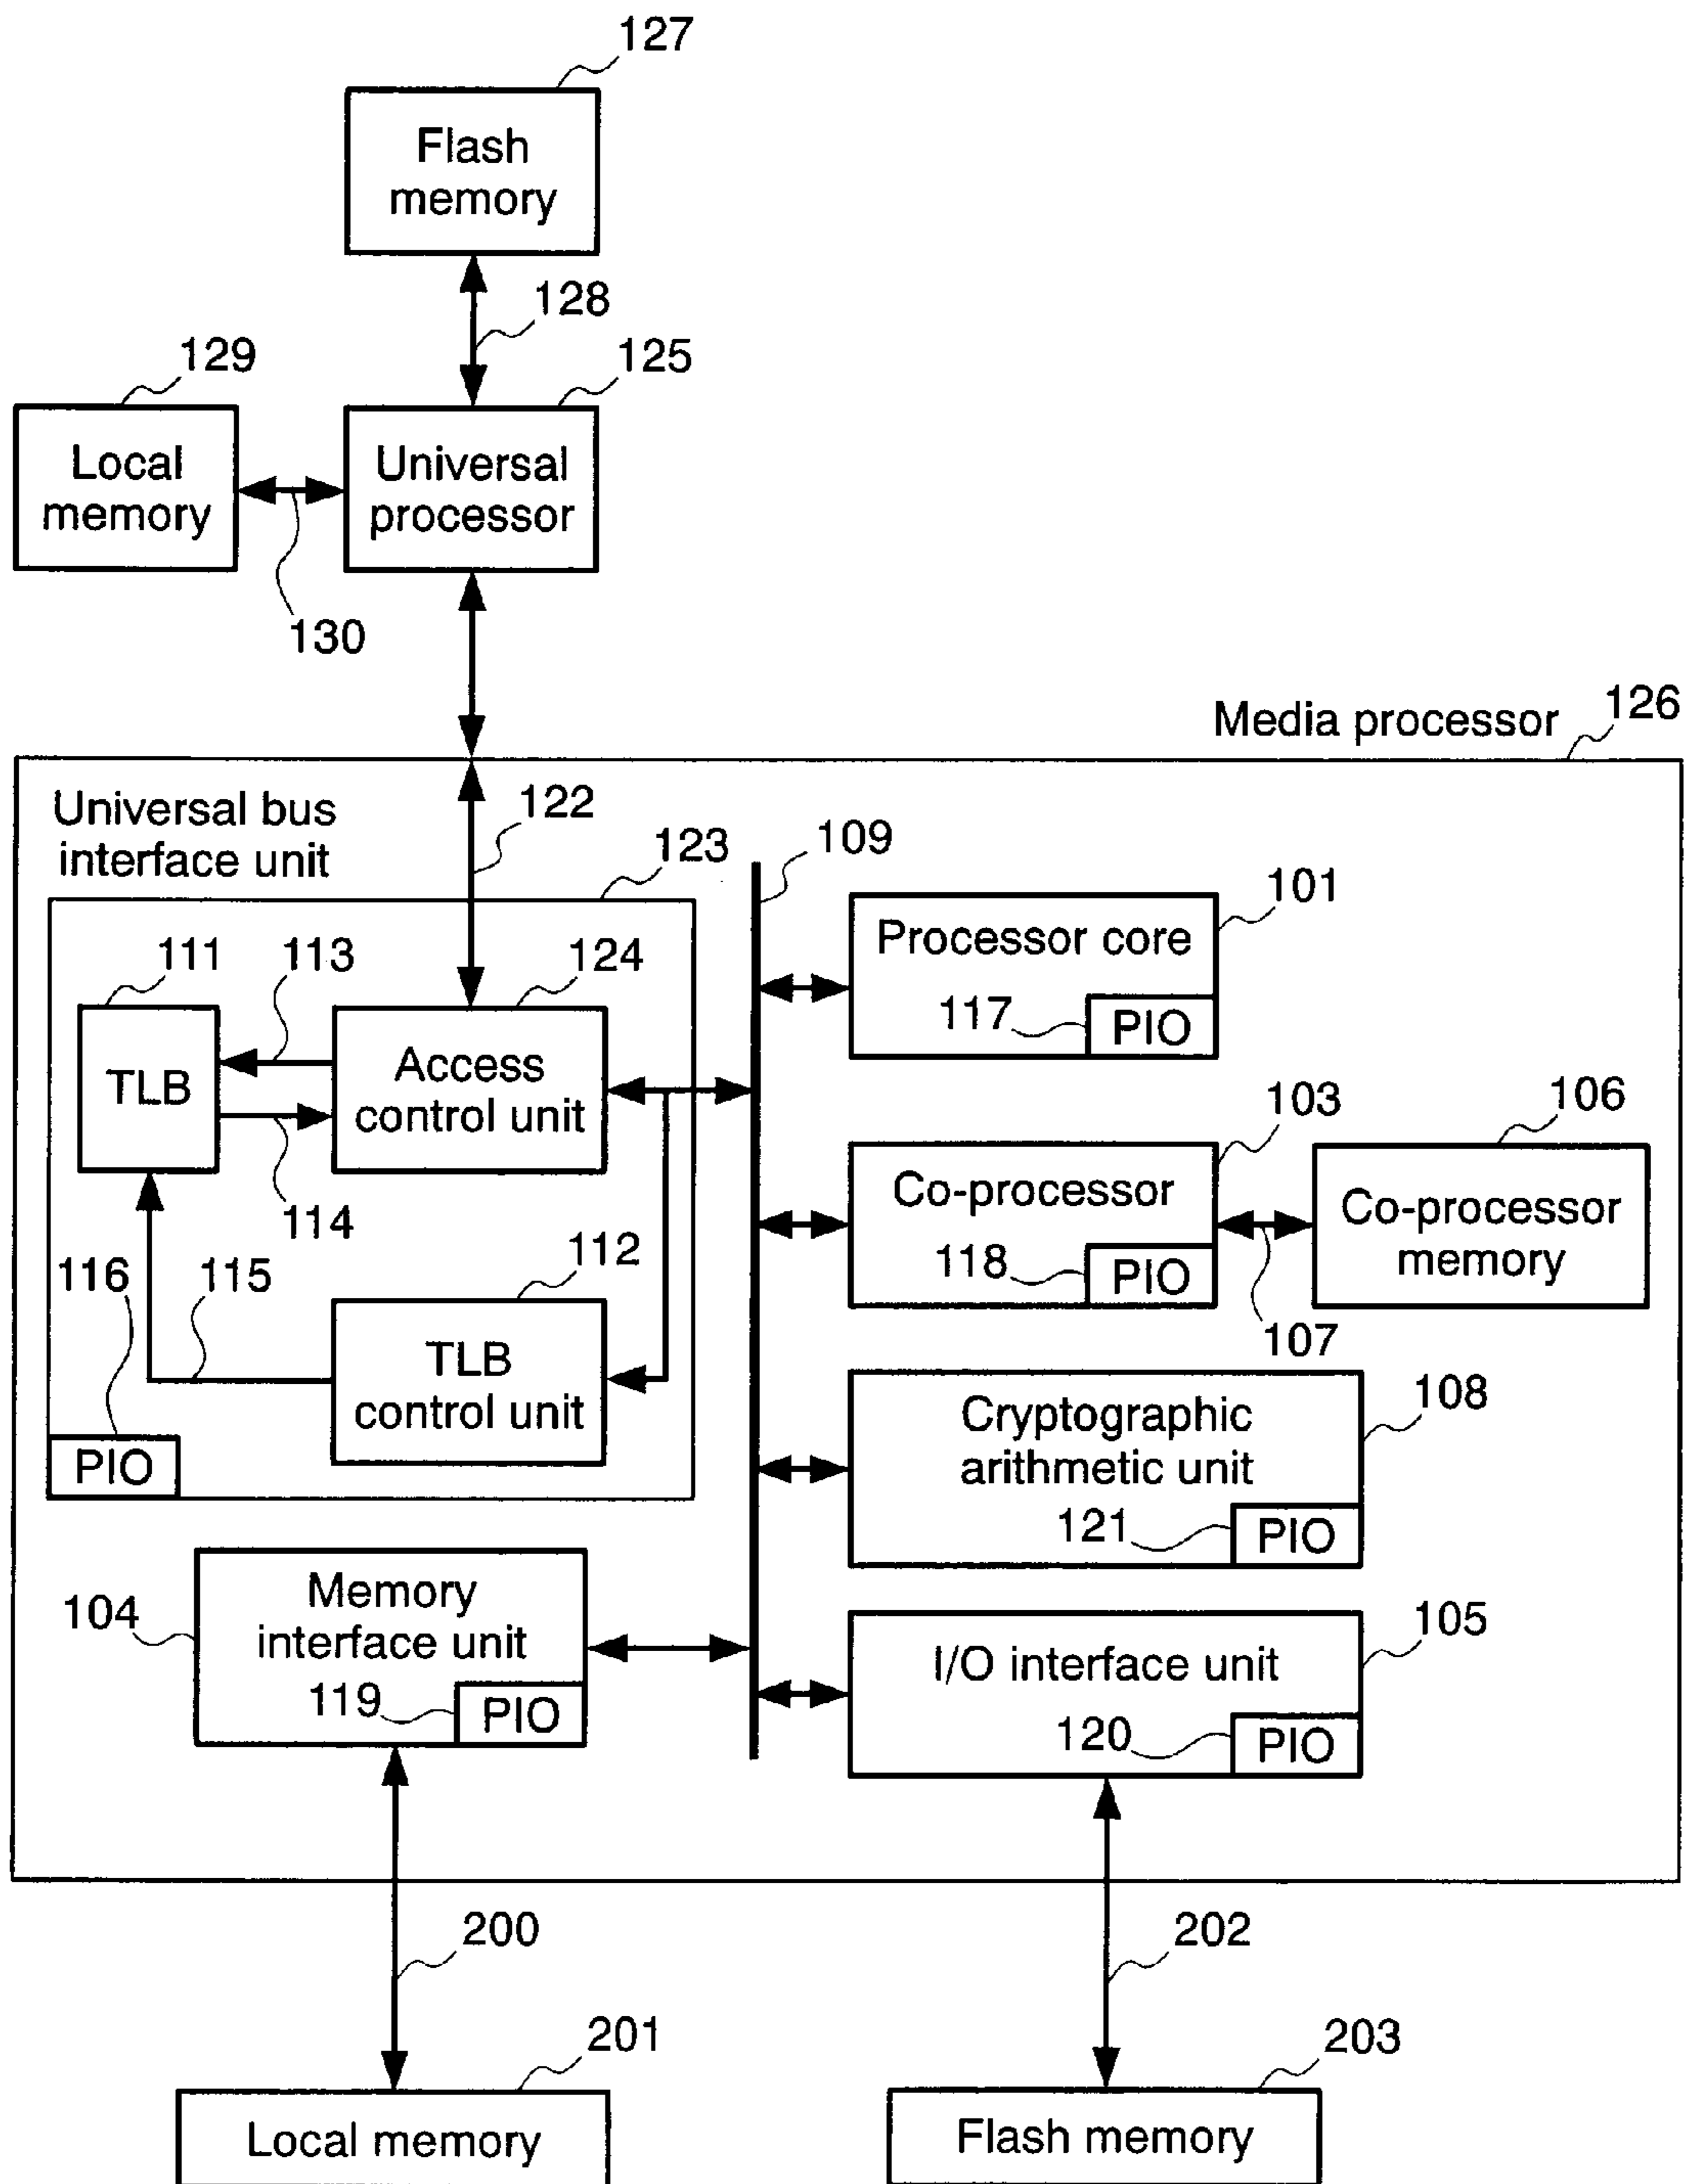 127
Flash
memory
128
129
125
Local
memory
Universal
processor
130
Media processor
126
Universal bus
interface unit
122
123
109
101
Processor core
117
PIO
111
113
124
TLB
Access
control unit
114
103
106
Co-processor
118
PIO
Co-processor
memory
107
116
115
112
TLB
control unit
PIO
108
Cryptographic
arithmetic unit
121
PIO
104
Memory
interface unit
119
PIO
105
I/O interface unit
120
PIO
200
202
201
203
Local memory
Flash memory